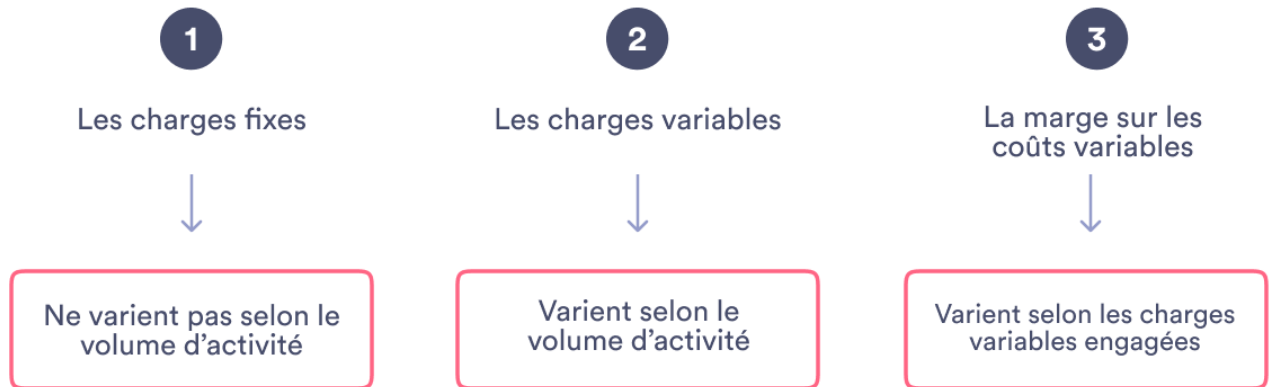 1
Les charges fixes
Ne varient pas selon le
volume d’activité
2
Les charges variables
Varient selon le
volume d’activité
3
La marge sur les
coûts variables
Varient selon les charges
variables engagées